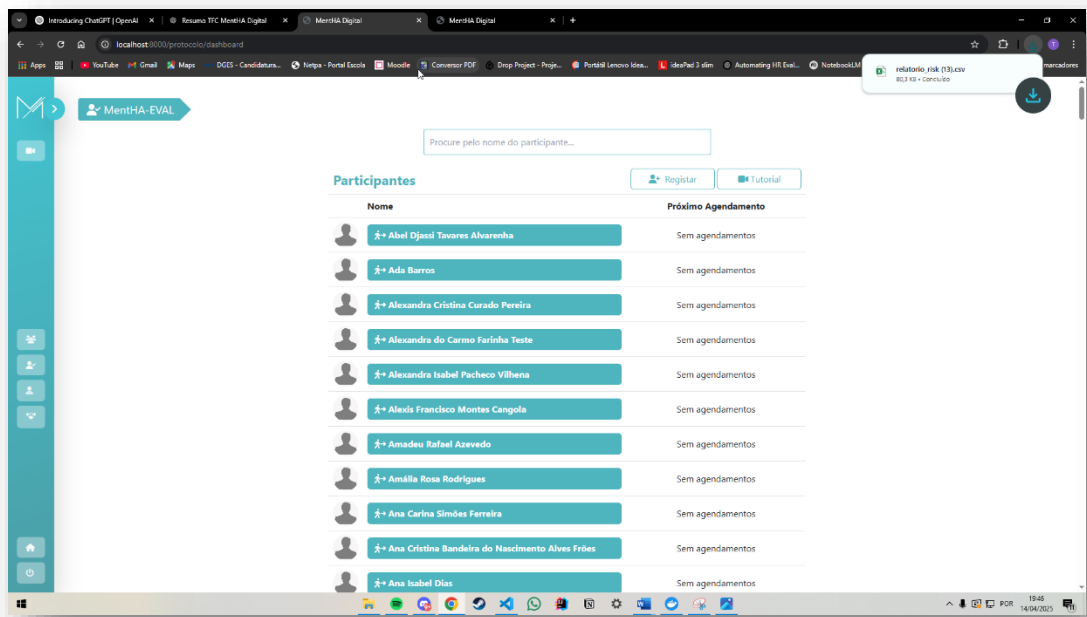 Introducing ChatGPT | OpenAI
Resumo TFC MentHA Digital
MentHA Digital
MentHA Digital
localhost:8000/protocolo/dashboard
Apps
YouTube
Gmail
Maps
DGES - Candidatura...
Netpa - Portal Escola
Moodle
Conversor PDF
Drop Project - Proje...
Portátil Lenovo Idea...
IdeaPad 3 slim
Automating HR Eval...
NotebookLM
marcadores
relatorio_risk (13).csv
80,3 KB • Concluído
MentHA-EVAL
Procure pelo nome do participante...
Participantes
Registar
Tutorial
Nome Próximo Agendamento
Abel Djassi Tavares Alvarenha Sem agendamentos
Ada Barros Sem agendamentos
Alexandra Cristina Curado Pereira Sem agendamentos
Alexandra do Carmo Farinha Teste Sem agendamentos
Alexandra Isabel Pacheco Vilhena Sem agendamentos
Alexis Francisco Montes Cangola Sem agendamentos
Amadeu Rafael Azevedo Sem agendamentos
Amália Rosa Rodrigues Sem agendamentos
Ana Carina Simões Ferreira Sem agendamentos
Ana Cristina Bandeira do Nascimento Alves Fróes Sem agendamentos
Ana Isabel Dias Sem agendamentos
POR
19:46
14/04/2025